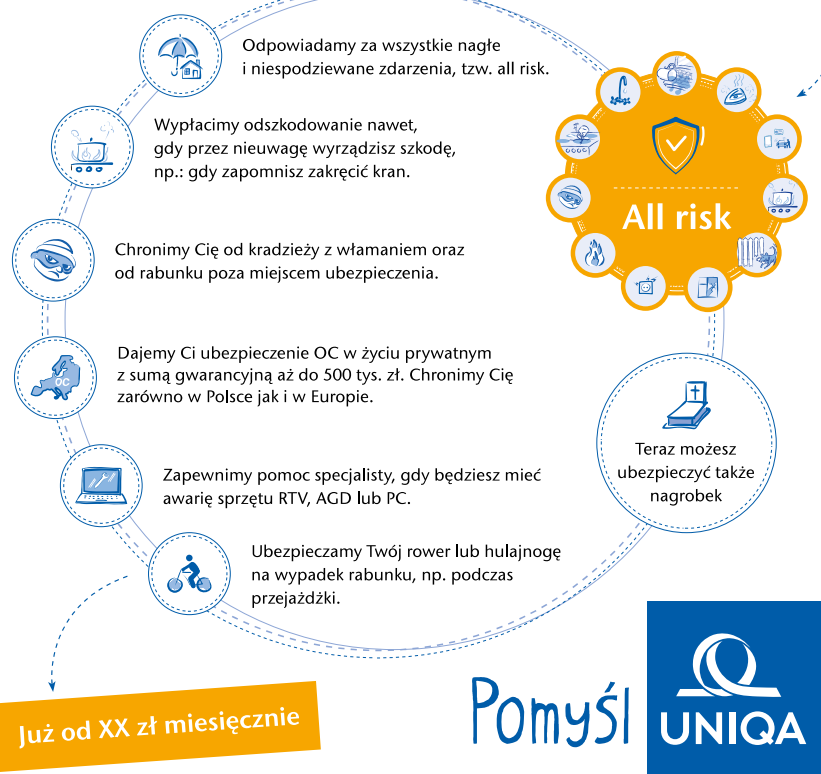 Odpowiadamy za wszystkie nagłe
i niespodziewane zdarzenia, tzw. all risk.
Wypłacimy odszkodowanie nawet,
gdy przez nieuwagę wyrządzisz szkodę,
np.: gdy zapomnisz zakręcić kran.
All risk
Chronimy Cię od kradzieży z włamaniem oraz
od rabunku poza miejscem ubezpieczenia.
OC
Dajemy Ci ubezpieczenie OC w życiu prywatnym
z sumą gwarancyjną aż do 500 tys. zł. Chronimy Cię
zarówno w Polsce jak i w Europie.
Teraz możesz
ubezpieczyć także
nagrobek
Zapewnimy pomoc specjalisty, gdy będziesz mieć
awarię sprzętu RTV, AGD lub PC.
Ubezpieczamy Twój rower lub hulajnogę
na wypadek rabunku, np. podczas
przejażdżki.
Już od XX zł miesięcznie
Pomyśl
UNIQA